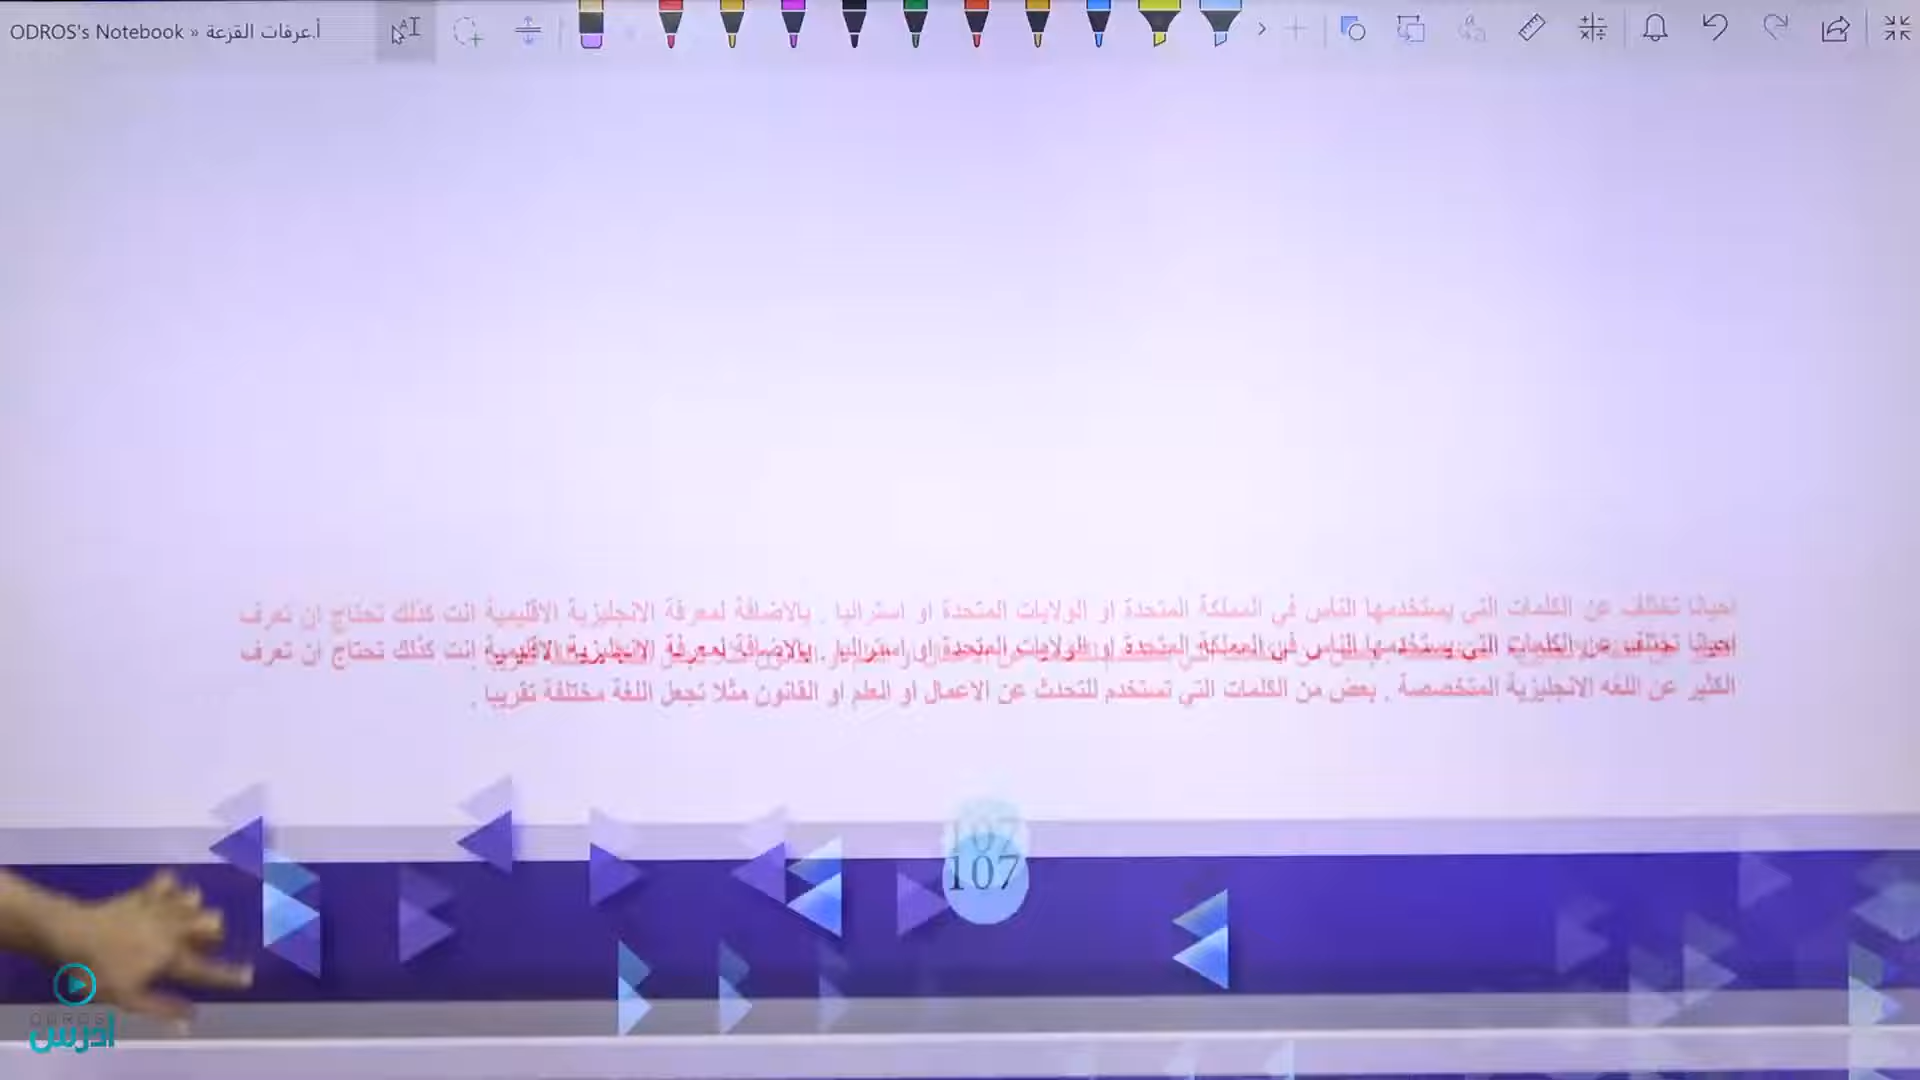 ODROS's Notebook » أ.عرفات القزعة
احيانا تختلف عن الكلمات التي يستخدمها الناس في المملكة المتحدة او الولايات المتحدة او استراليا . بالاضافة لمعرفة الانجليزية الاقليمية انت كذلك تحتاج ان تعرف
الكثير عن اللغه الانجليزية المتخصصة . بعض من الكلمات التي تستخدم للتحدث عن الاعمال او العلم او القانون مثلا تجعل اللغة مختلفة تقريبا .
107
ODROS
ادرس